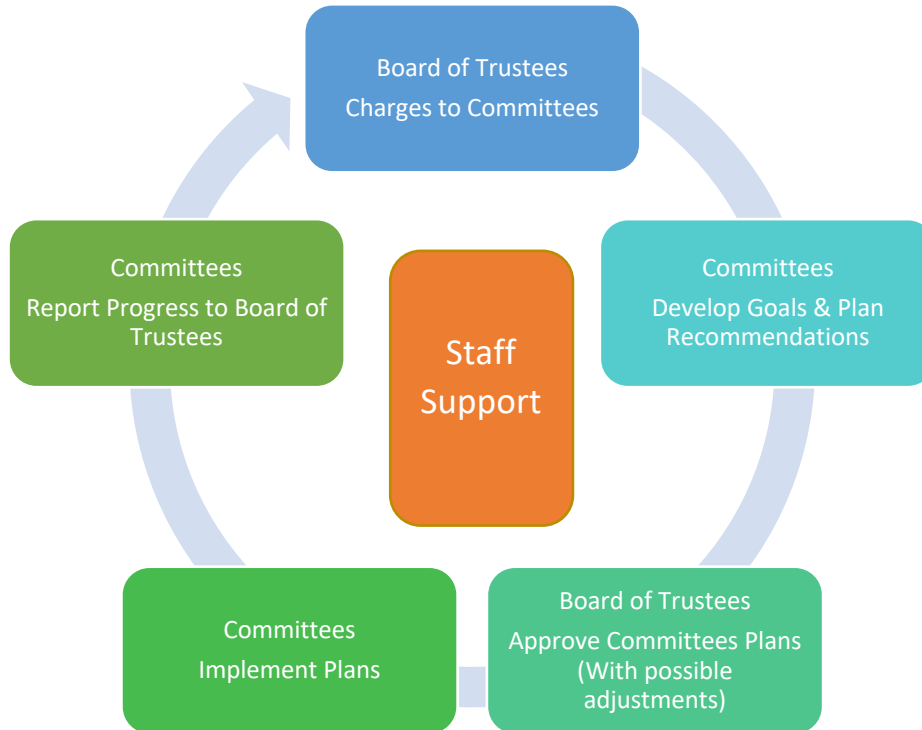 Board of Trustees
Charges to Committees
Committees
Develop Goals & Plan
Recommendations
Board of Trustees
Approve Committees Plans
(With possible
adjustments)
Committees
Implement Plans
Committees
Report Progress to Board of
Trustees
Staff
Support